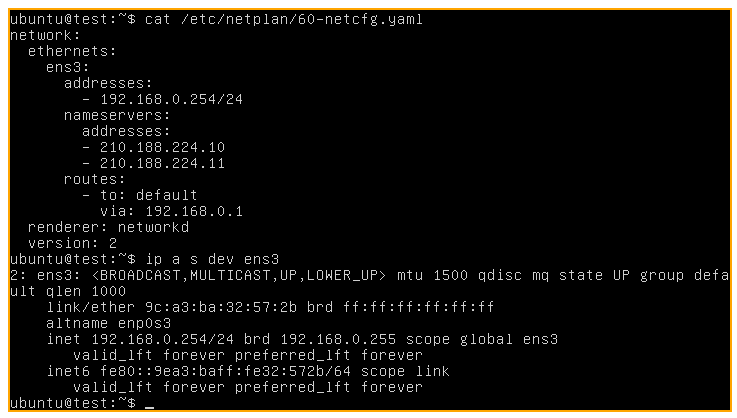 ubuntu@test:~$ cat /etc/netplan/60-netcfg.yaml
network:
  ethernets:
    ens3:
      addresses:
        - 192.168.0.254/24
      nameservers:
        addresses:
        - 210.188.224.10
        - 210.188.224.11
      routes:
        - to: default
          via: 192.168.0.1
  renderer: networkd
  version: 2
ubuntu@test:~$ ip a s dev ens3
2: ens3: <BROADCAST,MULTICAST,UP,LOWER_UP> mtu 1500 qdisc mq state UP group defa
ult qlen 1000
    link/ether 9c:a3:ba:32:57:2b brd ff:ff:ff:ff:ff:ff
    altname enp0s3
    inet 192.168.0.254/24 brd 192.168.0.255 scope global ens3
       valid_lft forever preferred_lft forever
    inet6 fe80::9ea3:baff:fe32:572b/64 scope link
       valid_lft forever preferred_lft forever
ubuntu@test:~$ _